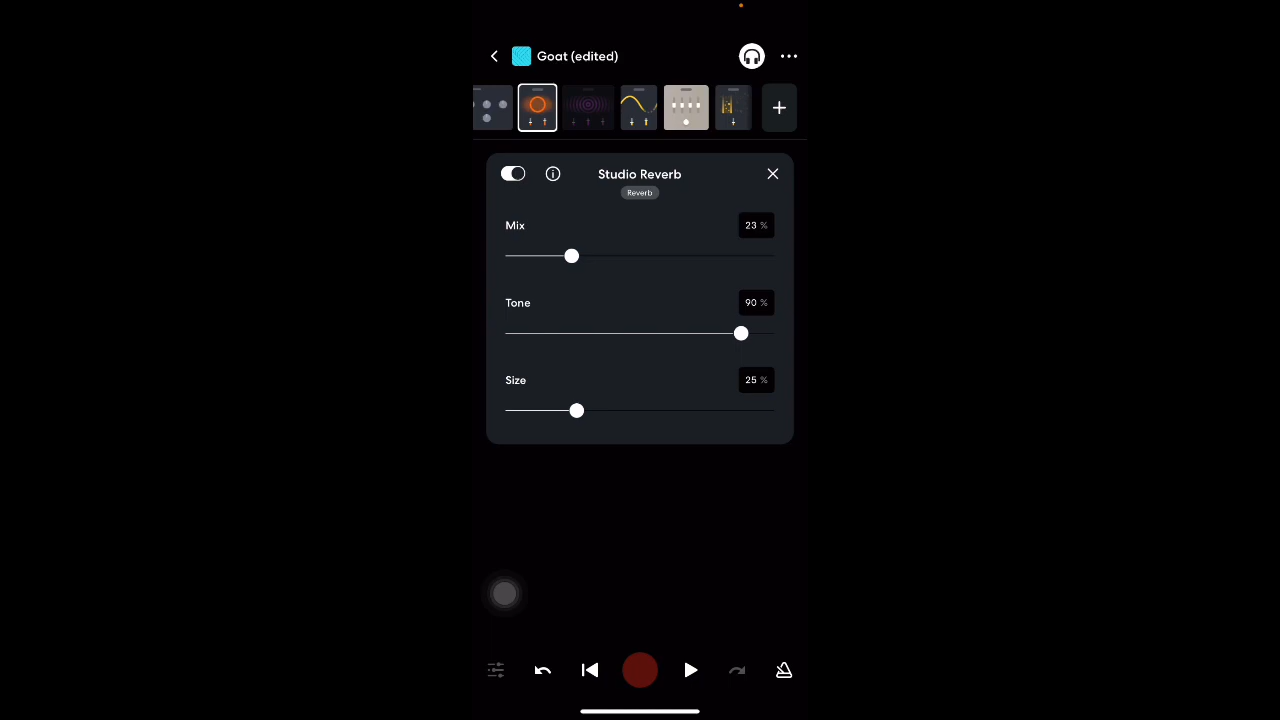 Goat (edited)
Studio Reverb
Reverb
Mix
23 %
Tone
90 %
Size
25 %